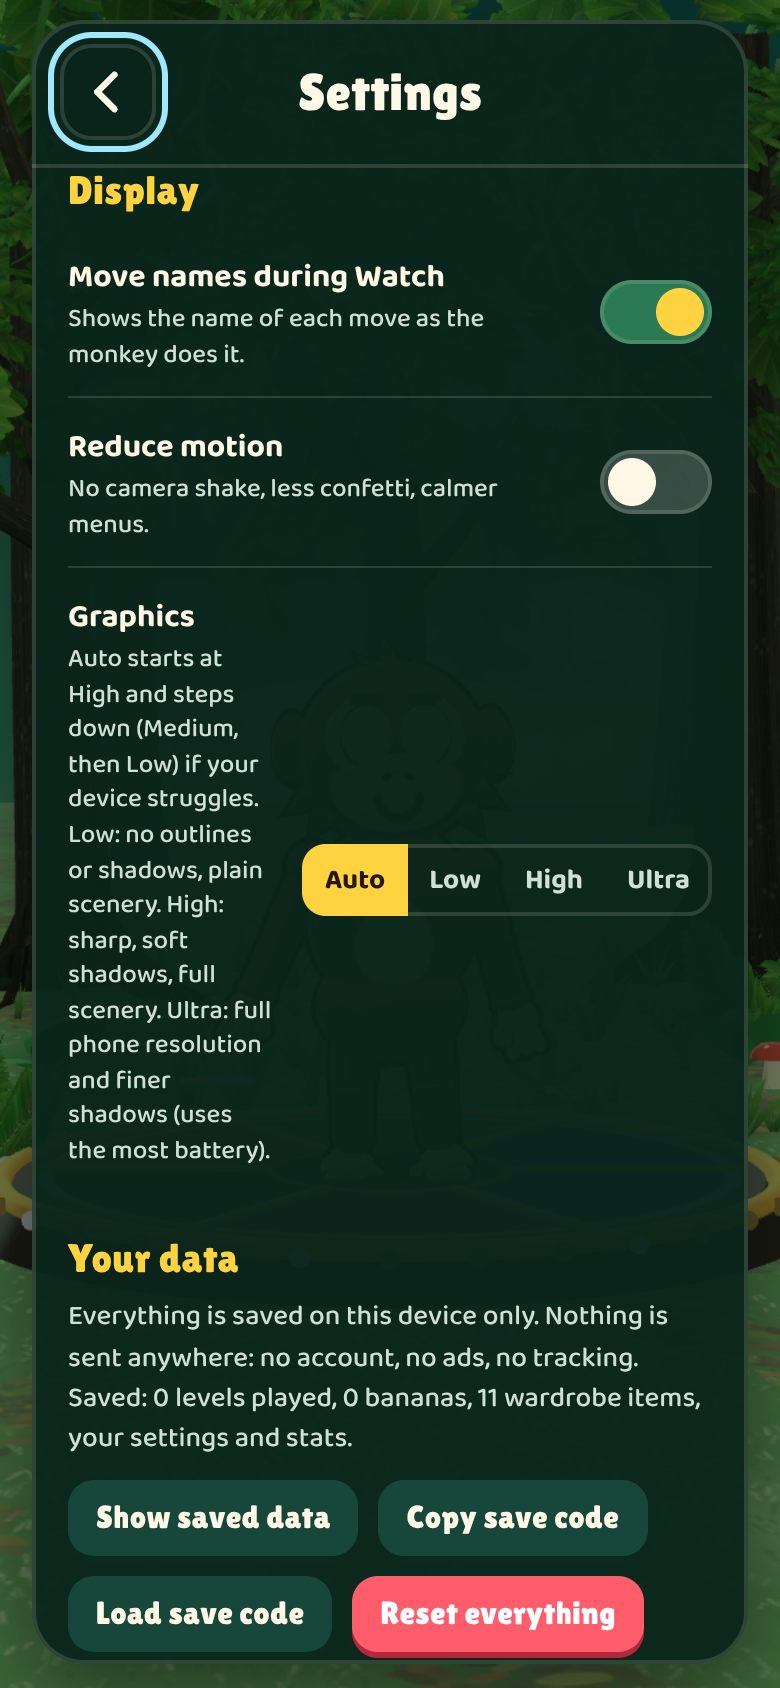 Settings
Display
Move names during Watch
Shows the name of each move as the
monkey does it.
Reduce motion
No camera shake, less confetti, calmer
menus.
Graphics
Auto starts at
High and steps
down (Medium,
then Low) if your
device struggles.
Low: no outlines
or shadows, plain
scenery. High:
sharp, soft
shadows, full
scenery. Ultra: full
phone resolution
and finer
shadows (uses
the most battery).
Auto Low High Ultra
Your data
Everything is saved on this device only. Nothing is
sent anywhere: no account, no ads, no tracking.
Saved: 0 levels played, 0 bananas, 11 wardrobe items,
your settings and stats.
Show saved data Copy save code
Load save code Reset everything